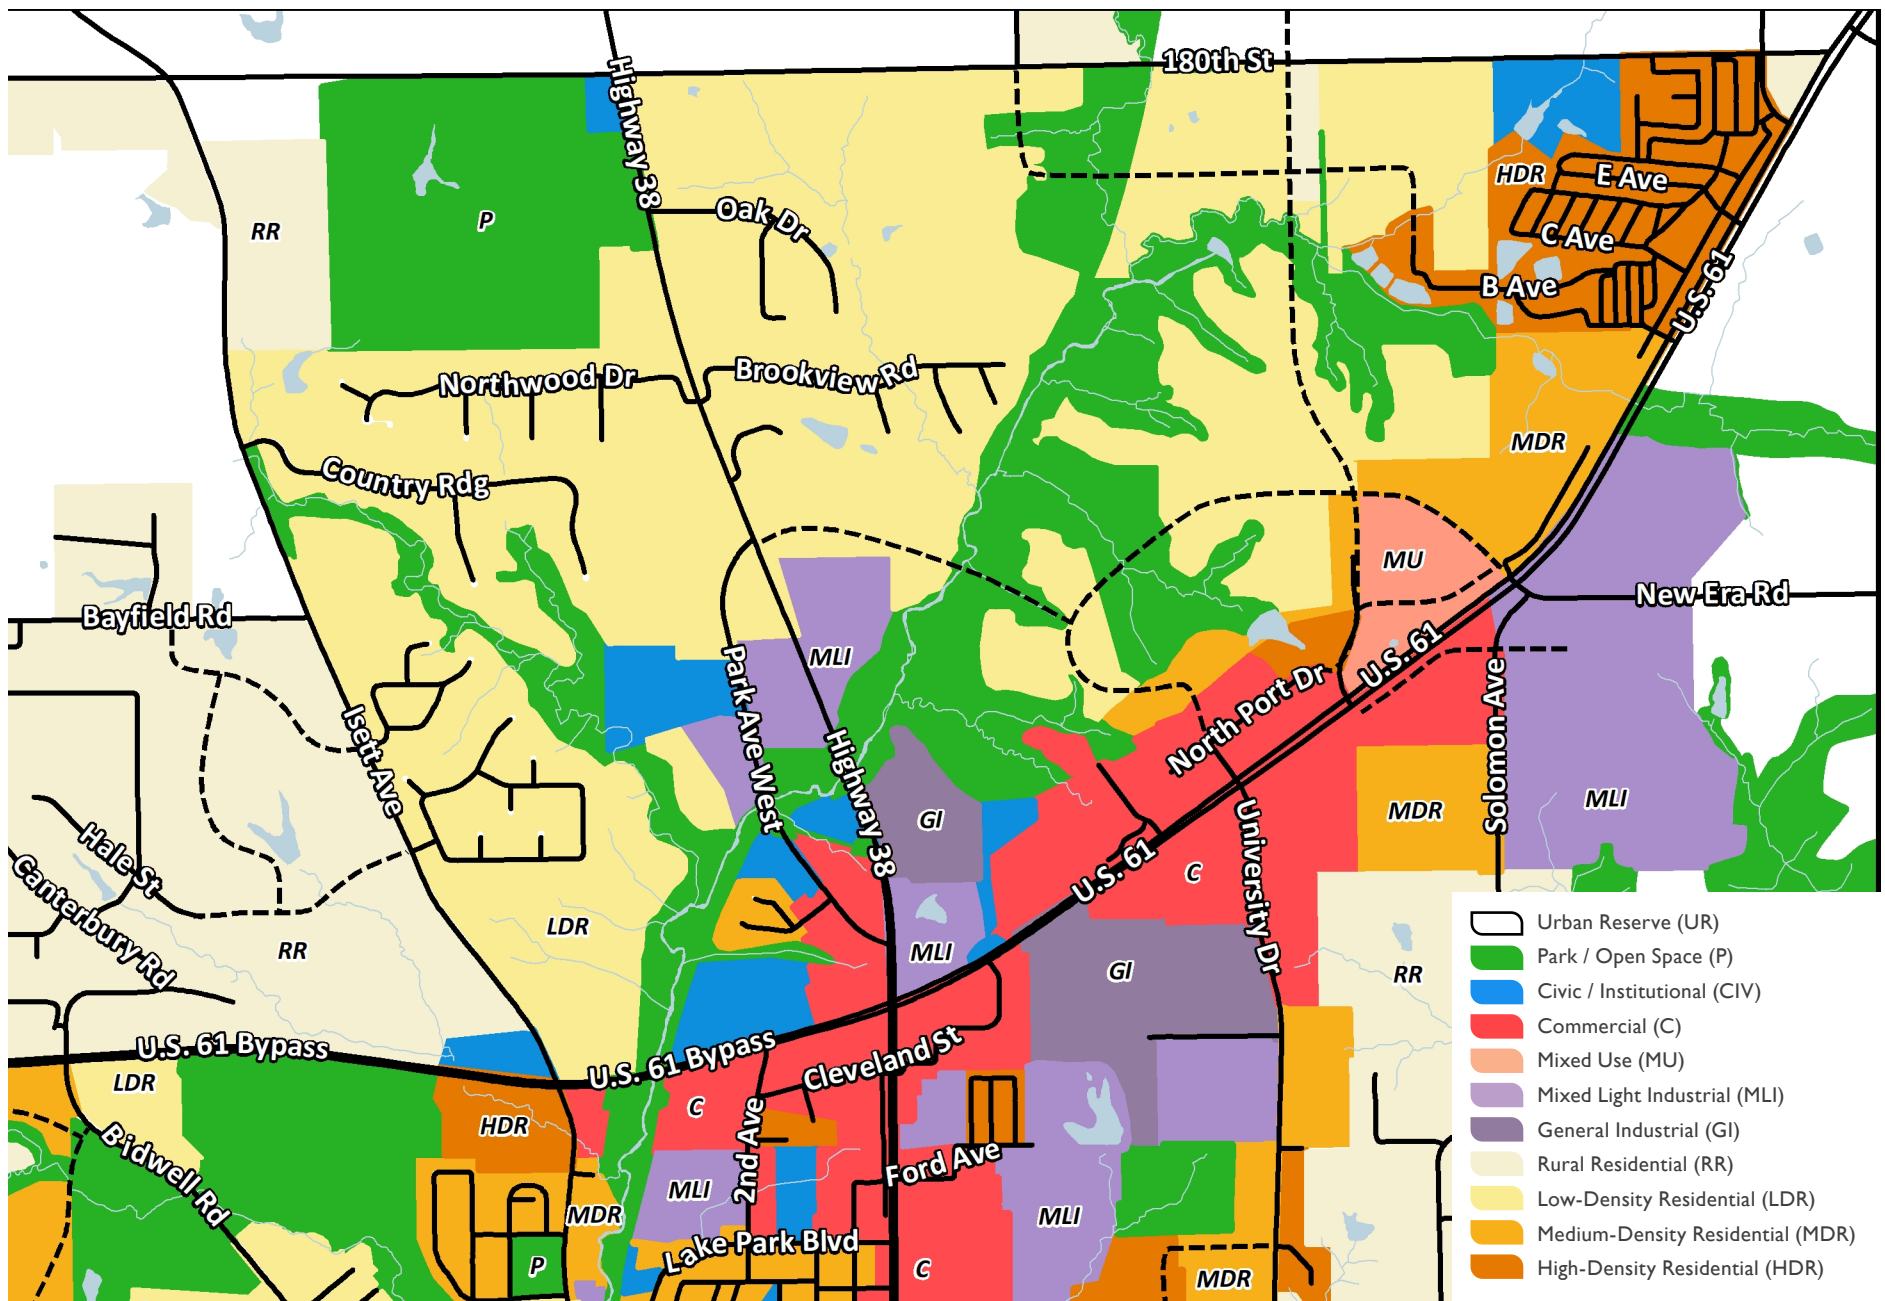 180th St
Highway 38
HDR
E Ave
RR
P
Oak Dr
C Ave
U.S. 61
B Ave
Northwood Dr
Brookview Rd
MDR
Country Rdg
MU
Bayfield Rd
New Era Rd
MLI
Park Ave West
U.S. 61
North Port Dr
Solomon Ave
Isett Ave
Highway 38
GI
MDR
MLI
Hale St
U.S. 61
C
University Dr
Canterbury Rd
LDR
RR
MLI
GI
RR
U.S. 61 Bypass
U.S. 61 Bypass
Cleveland St
LDR
C
HDR
2nd Ave
Bidwell Rd
Ford Ave
MLI
MDR
MLI
Lake Park Blvd
P
C
MDR
Urban Reserve (UR)
Park / Open Space (P)
Civic / Institutional (CIV)
Commercial (C)
Mixed Use (MU)
Mixed Light Industrial (MLI)
General Industrial (GI)
Rural Residential (RR)
Low-Density Residential (LDR)
Medium-Density Residential (MDR)
High-Density Residential (HDR)